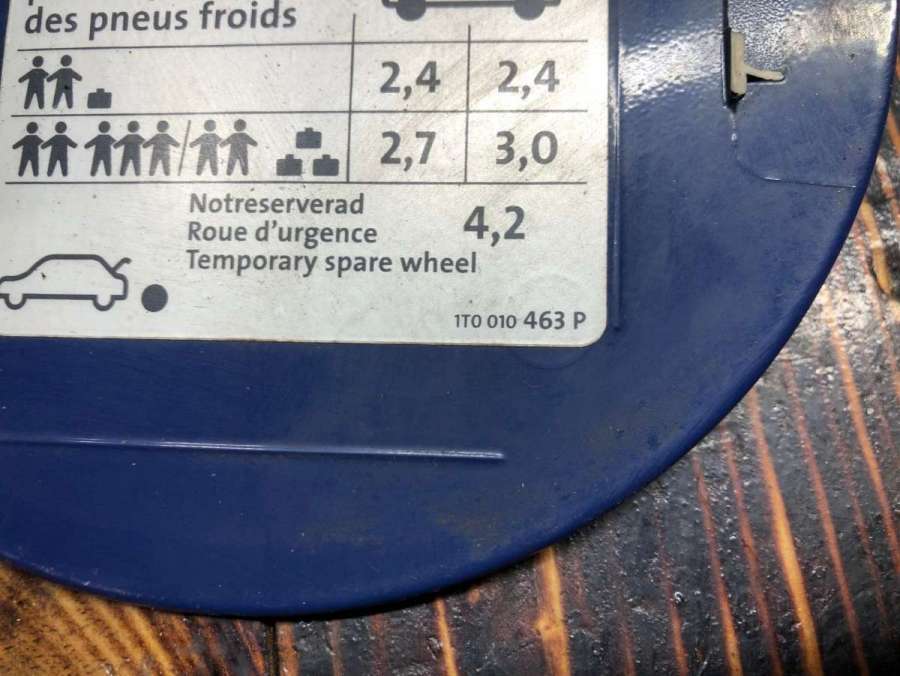 des pneus froids
2,4 2,4
2,7 3,0
Notreserverad
Roue d'urgence 4,2
Temporary spare wheel
1T0 010 463 P